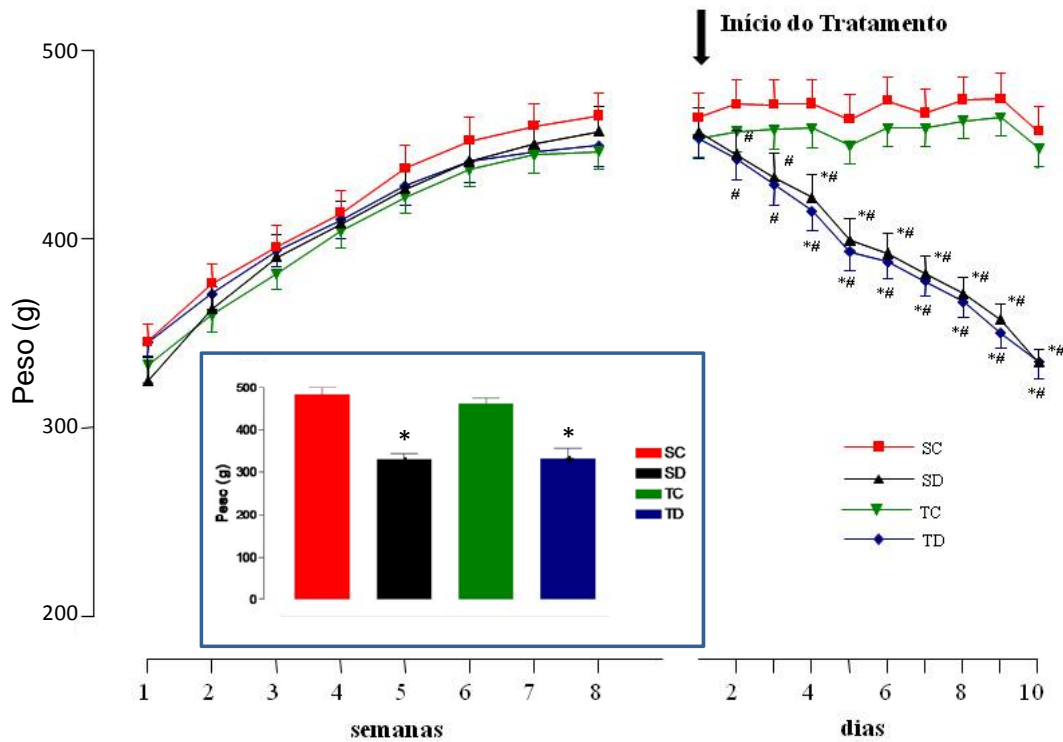 Início do Tratamento
Peso (g)
500
400
300
200
#
#
*#
*#
*#
*#
*#
*#
*#
#
#
*#
*#
*#
*#
*#
*#
*#
500
400
300
200
100
0
Peso (g)
*
*
SC
SD
TC
TD
SC
SD
TC
TD
1 2 3 4 5 6 7 8
semanas
2 4 6 8 10
dias